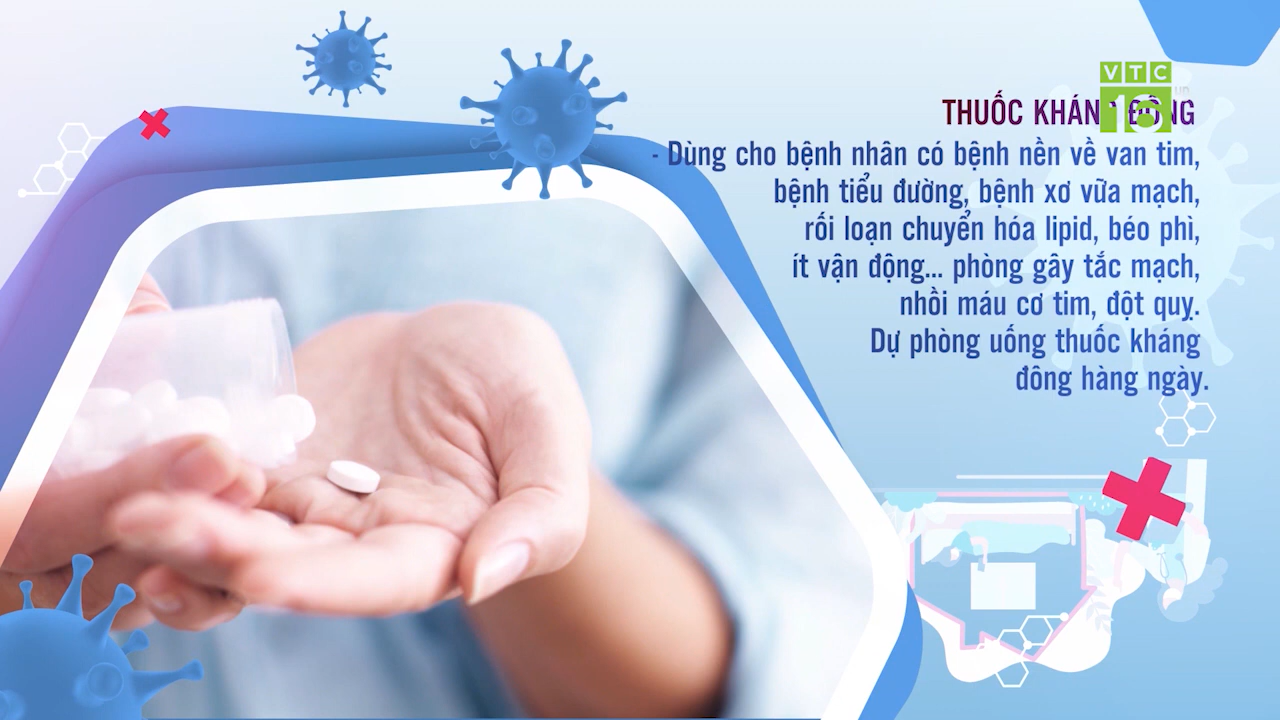 VTC
16
THUỐC KHÁNG ĐÔNG
- Dùng cho bệnh nhân có bệnh nền về van tim,
bệnh tiểu đường, bệnh xơ vữa mạch,
rối loạn chuyển hóa lipid, béo phì,
ít vận động... phòng gây tắc mạch,
nhồi máu cơ tim, đột quỵ.
Dự phòng uống thuốc kháng
đông hàng ngày.